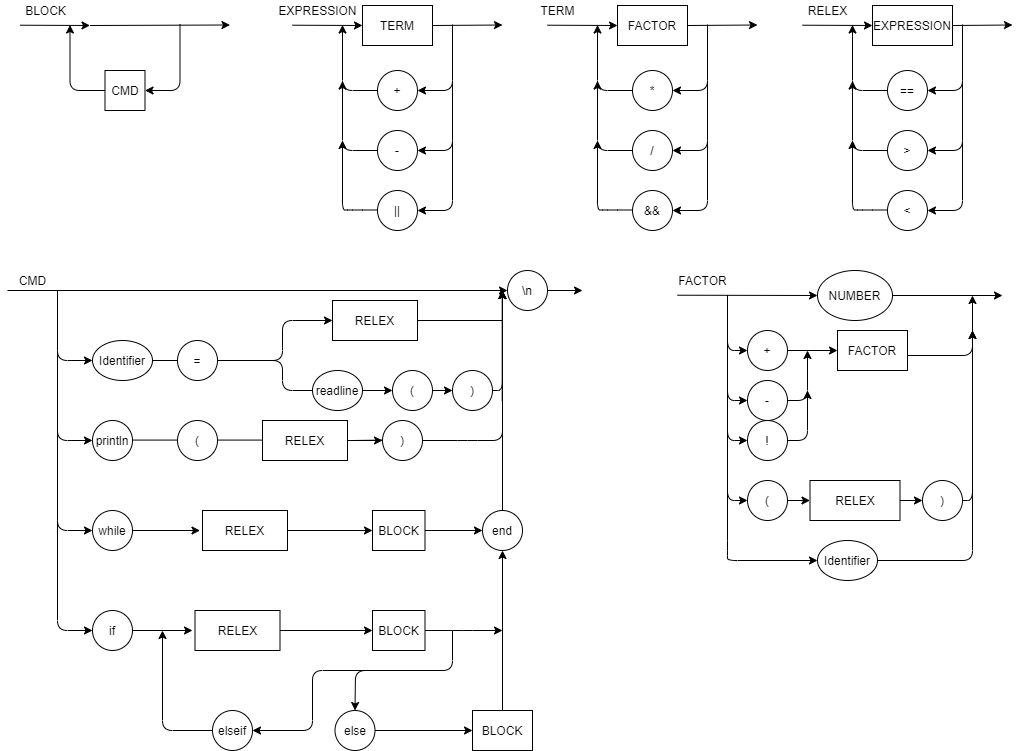 BLOCK
CMD
EXPRESSION
TERM
+
-
||
TERM
FACTOR
*
/
&&
RELEX
EXPRESSION
==
>
<
CMD
\n
RELEX
Identifier
=
readline
(
)
println
(
RELEX
)
while
RELEX
BLOCK
end
if
RELEX
BLOCK
elseif
else
BLOCK
FACTOR
NUMBER
+
FACTOR
-
!
(
RELEX
)
Identifier